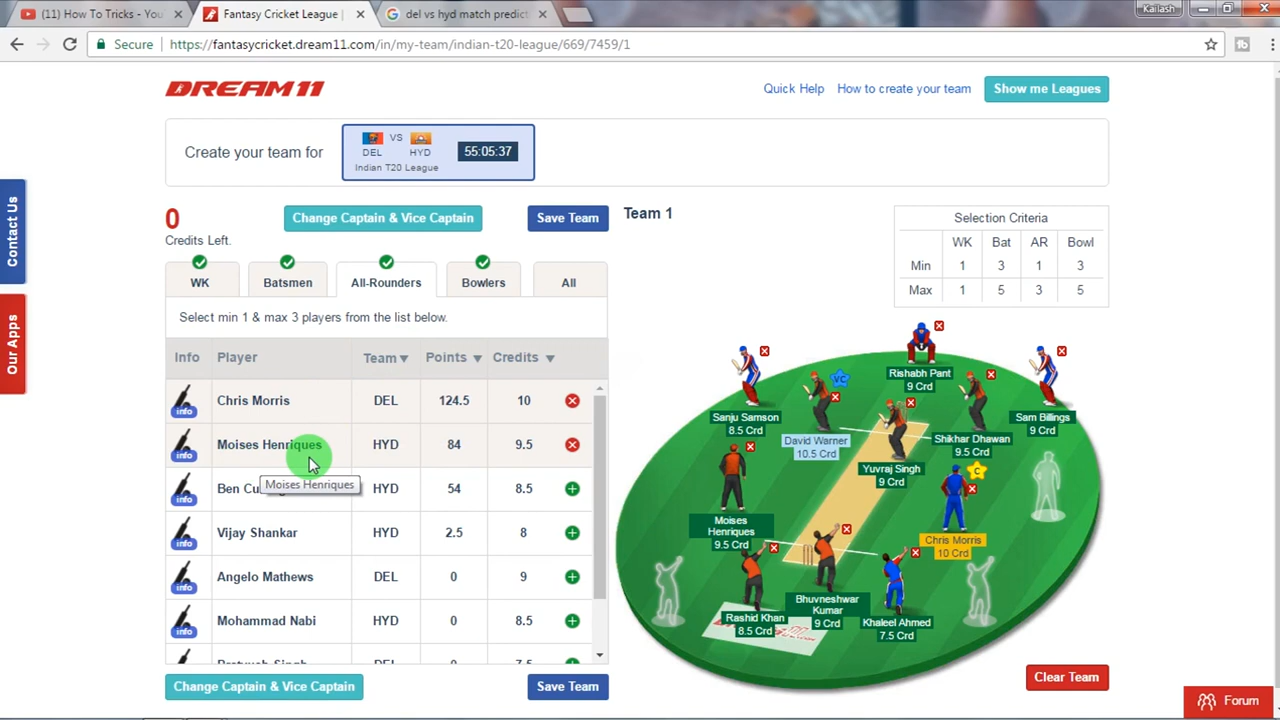 (11) How To Tricks - You
Fantasy Cricket League |
del vs hyd match predict
Kailash
Secure
https://fantasycricket.dream11.com/in/my-team/indian-t20-league/669/7459/1
DREAM11
Quick Help
How to create your team
Show me Leagues
Create your team for
DEL
VS
HYD
Indian T20 League
55:05:37
Contact Us
Our Apps
0
Credits Left.
Change Captain & Vice Captain
Save Team
Team 1
Selection Criteria
WK Bat AR Bowl
Min 1 3 1 3
Max 1 5 3 5
WK
Batsmen
All-Rounders
Bowlers
All
Select min 1 & max 3 players from the list below.
Info Player Team Points Credits
info Chris Morris DEL 124.5 10
info Moises Henriques HYD 84 9.5
Moises Henriques
info Ben Cu HYD 54 8.5
info Vijay Shankar HYD 2.5 8
info Angelo Mathews DEL 0 9
info Mohammad Nabi HYD 0 8.5
Change Captain & Vice Captain
Save Team
Rishabh Pant
9 Crd
Sanju Samson
8.5 Crd
VC
David Warner
10.5 Crd
Yuvraj Singh
9 Crd
Shikhar Dhawan
9.5 Crd
Sam Billings
9 Crd
Moises
Henriques
9.5 Crd
C
Chris Morris
10 Crd
Rashid Khan
8.5 Crd
Bhuvneshwar
Kumar
9 Crd
Khaleel Ahmed
7.5 Crd
Clear Team
Forum